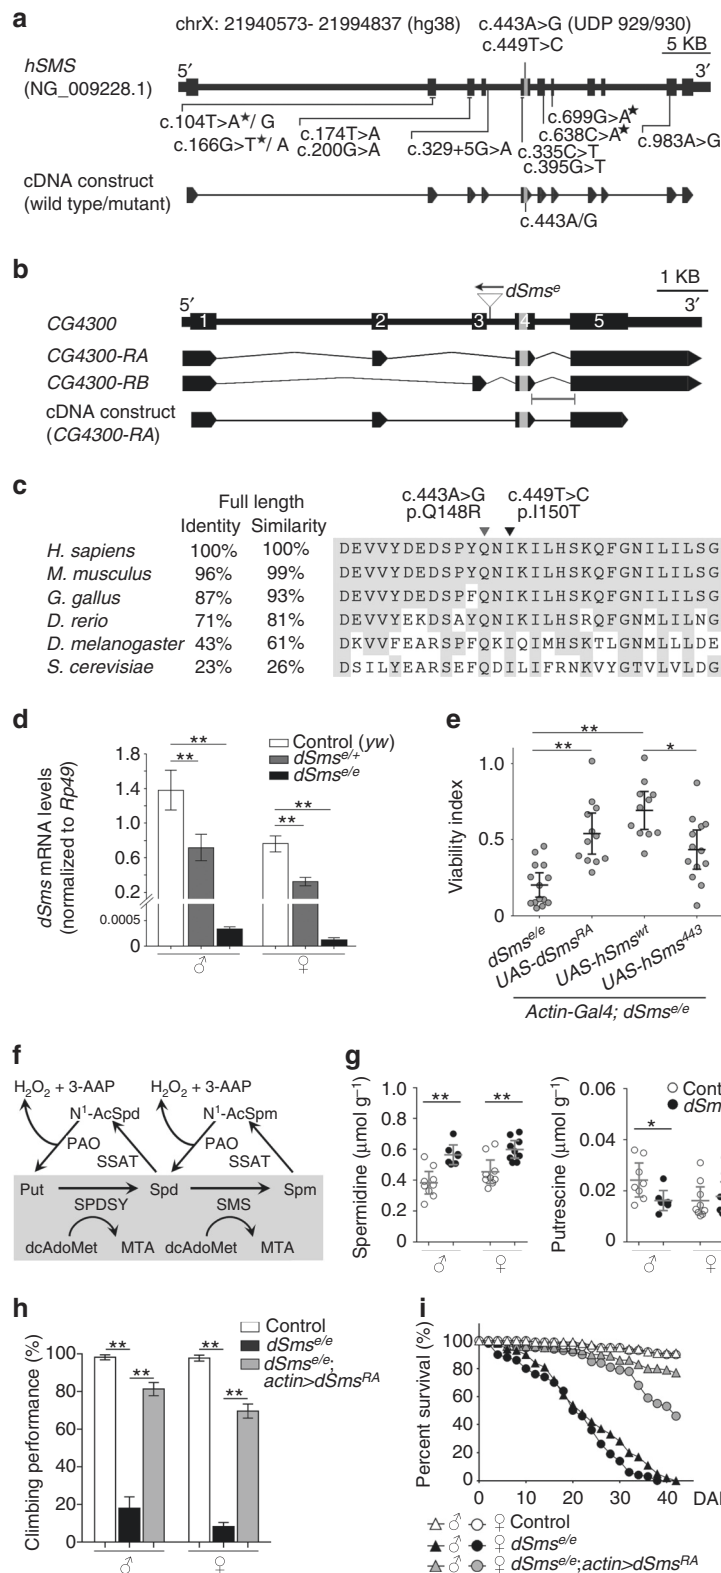 a
chrX: 21940573- 21994837 (hg38)
c.443A>G (UDP 929/930)
c.449T>C
5 KB
hSMS
(NG_009228.1)
5′
3′
c.104T>A★/ G
c.166G>T★/ A
c.174T>A
c.200G>A
c.329+5G>A
c.335C>T
c.395G>T
c.699G>A★
c.638C>A★
c.983A>G
cDNA construct
(wild type/mutant)
c.443A/G
b
1 KB
dSmsᵉ
5′
3′
CG4300
1 2 3 4 5
CG4300-RA
CG4300-RB
cDNA construct
(CG4300-RA)
c
c.443A>G
p.Q148R
c.449T>C
p.I150T
Full length
Identity Similarity
H. sapiens 100% 100% DEVVYDEDSPYQNIKILHSKQFGNILILSG
M. musculus 96% 99% DEVVYDEDSPYQNIKILHSKQFGNILILSG
G. gallus 87% 93% DEVVYDEDSPFQNIKILHSKQFGNILILSG
D. rerio 71% 81% DEVVYEKDSAYQNIKILHSRQFGNMLILNG
D. melanogaster 43% 61% DKVVFEARSPYQKIQIMHSKTLGNMLLLDE
S. cerevisiae 23% 26% DSILYEARSEFQDILIFRNKVYGTVLVLDG
d
dSms mRNA levels
(normalized to Rp49)
1.8
1.4
1.0
0.6
0.2
0.0005
0
** ** ** **
Control (yw)
dSmsᵉ/⁺
dSmsᵉ/ᵉ
♂ ♀
e
Viability index
1.0
0.5
0
** ** *
dSmsᵉ/ᵉ
UAS-dSmsᴿᴬ
UAS-hSmsʷᵗ
UAS-hSms⁴⁴³
Actin-Gal4; dSmsᵉ/ᵉ
f
H₂O₂ + 3-AAP H₂O₂ + 3-AAP
N¹-AcSpd N¹-AcSpm
PAO PAO
SSAT SSAT
Put Spd Spm
SPDSY SMS
dcAdoMet MTA dcAdoMet MTA
g
Spermidine (μmol g⁻¹)
1.0
0.8
0.6
0.4
0.2
0
** **
♂ ♀
Putrescine (μmol g⁻¹)
0.06
0.04
0.02
0
*
Cont
dSm
♂ ♀
h
Climbing performance (%)
100
80
60
40
20
0
** ** ** **
Control
dSmsᵉ/ᵉ
dSmsᵉ/ᵉ;
actin>dSmsᴿᴬ
♂ ♀
i
Percent survival (%)
100
80
60
40
20
0
0 10 20 30 40 DAE
♂ ♀ Control
♂ ♀ dSmsᵉ/ᵉ
♂ ♀ dSmsᵉ/ᵉ;actin>dSmsᴿᴬ